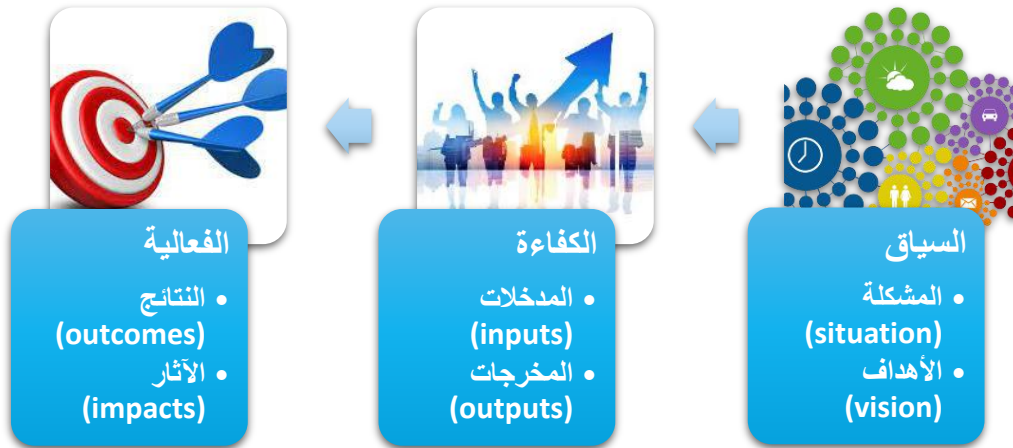 السياق
• المشكلة
(situation)
• الأهداف
(vision)
الكفاءة
• المدخلات
(inputs)
• المخرجات
(outputs)
الفعالية
• النتائج
(outcomes)
• الآثار
(impacts)